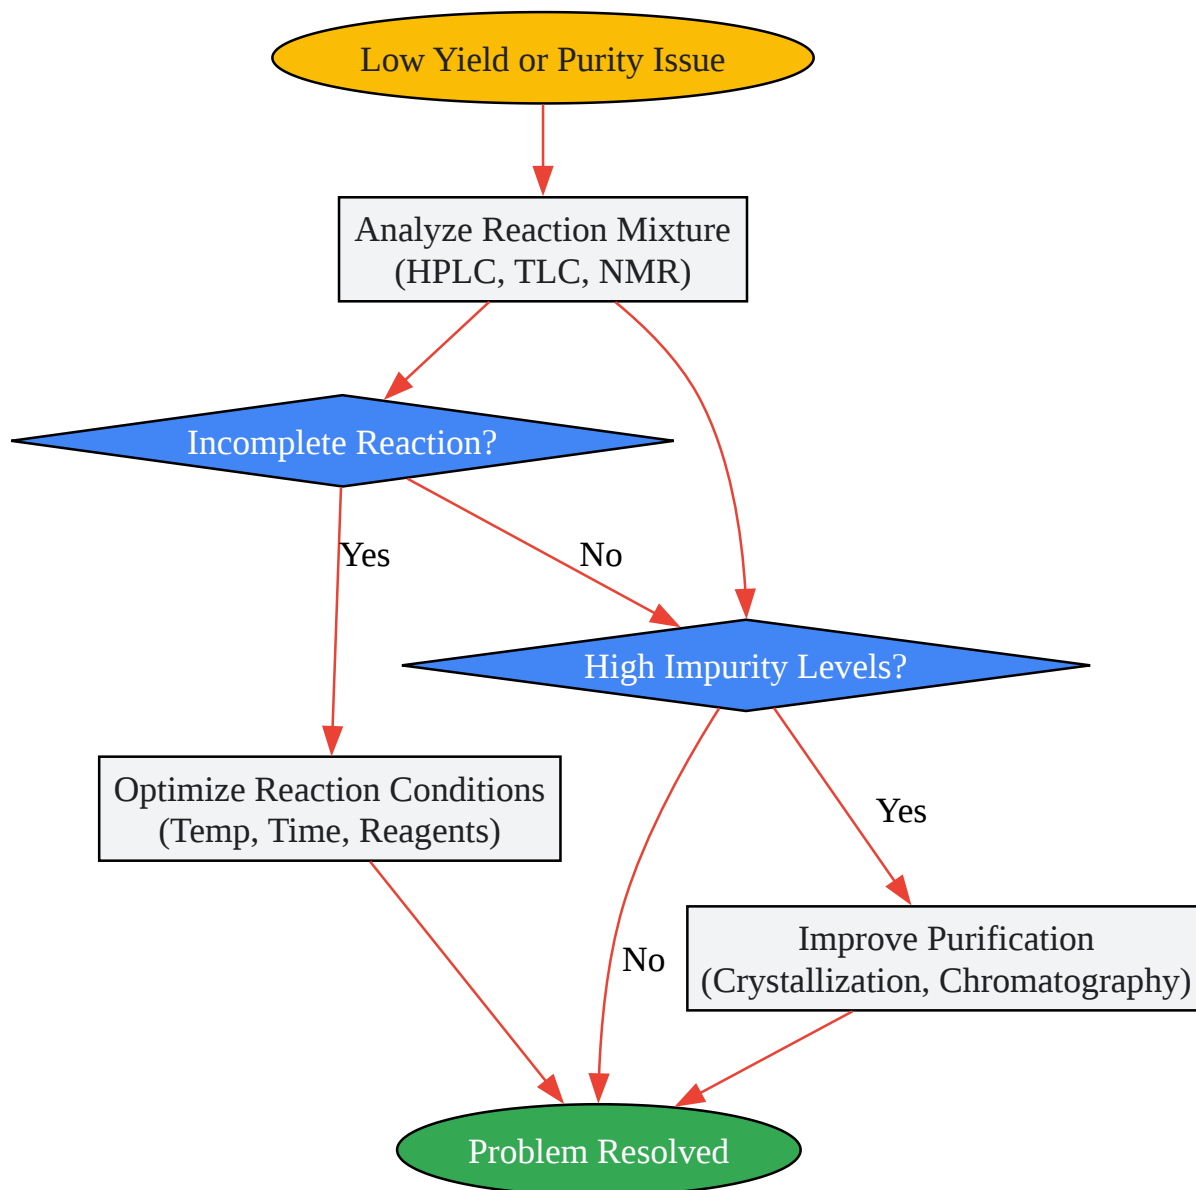 Low Yield or Purity Issue
Analyze Reaction Mixture
(HPLC, TLC, NMR)
Incomplete Reaction?
Yes
No
High Impurity Levels?
Optimize Reaction Conditions
(Temp, Time, Reagents)
Yes
Improve Purification
(Crystallization, Chromatography)
No
Problem Resolved